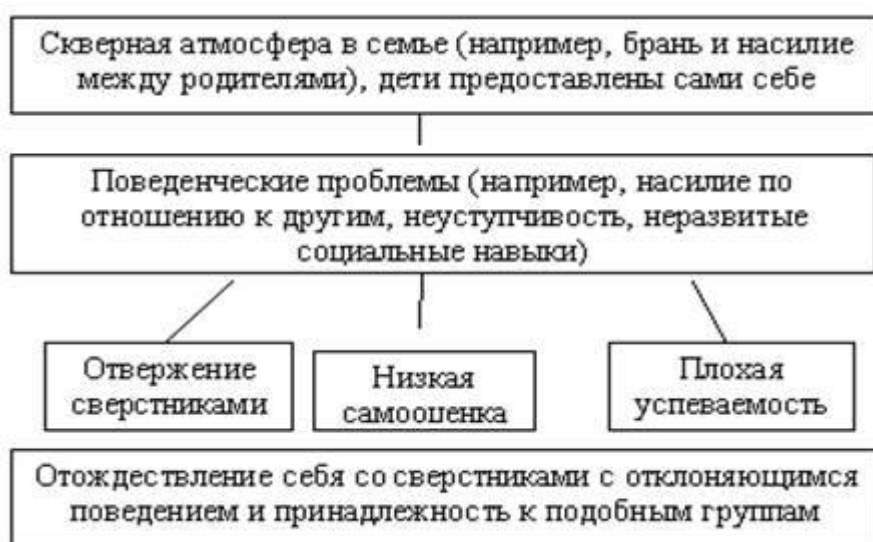 Скверная атмосфера в семье (например, брань и насилие
между родителями), дети предоставлены сами себе
Поведенческие проблемы (например, насилие по
отношению к другим, неуступчивость, неразвитые
социальные навыки)
Отвержение
сверстниками
Низкая
самооценка
Плохая
успеваемость
Отождествление себя со сверстниками с отклоняющимся
поведением и принадлежность к подобным группам